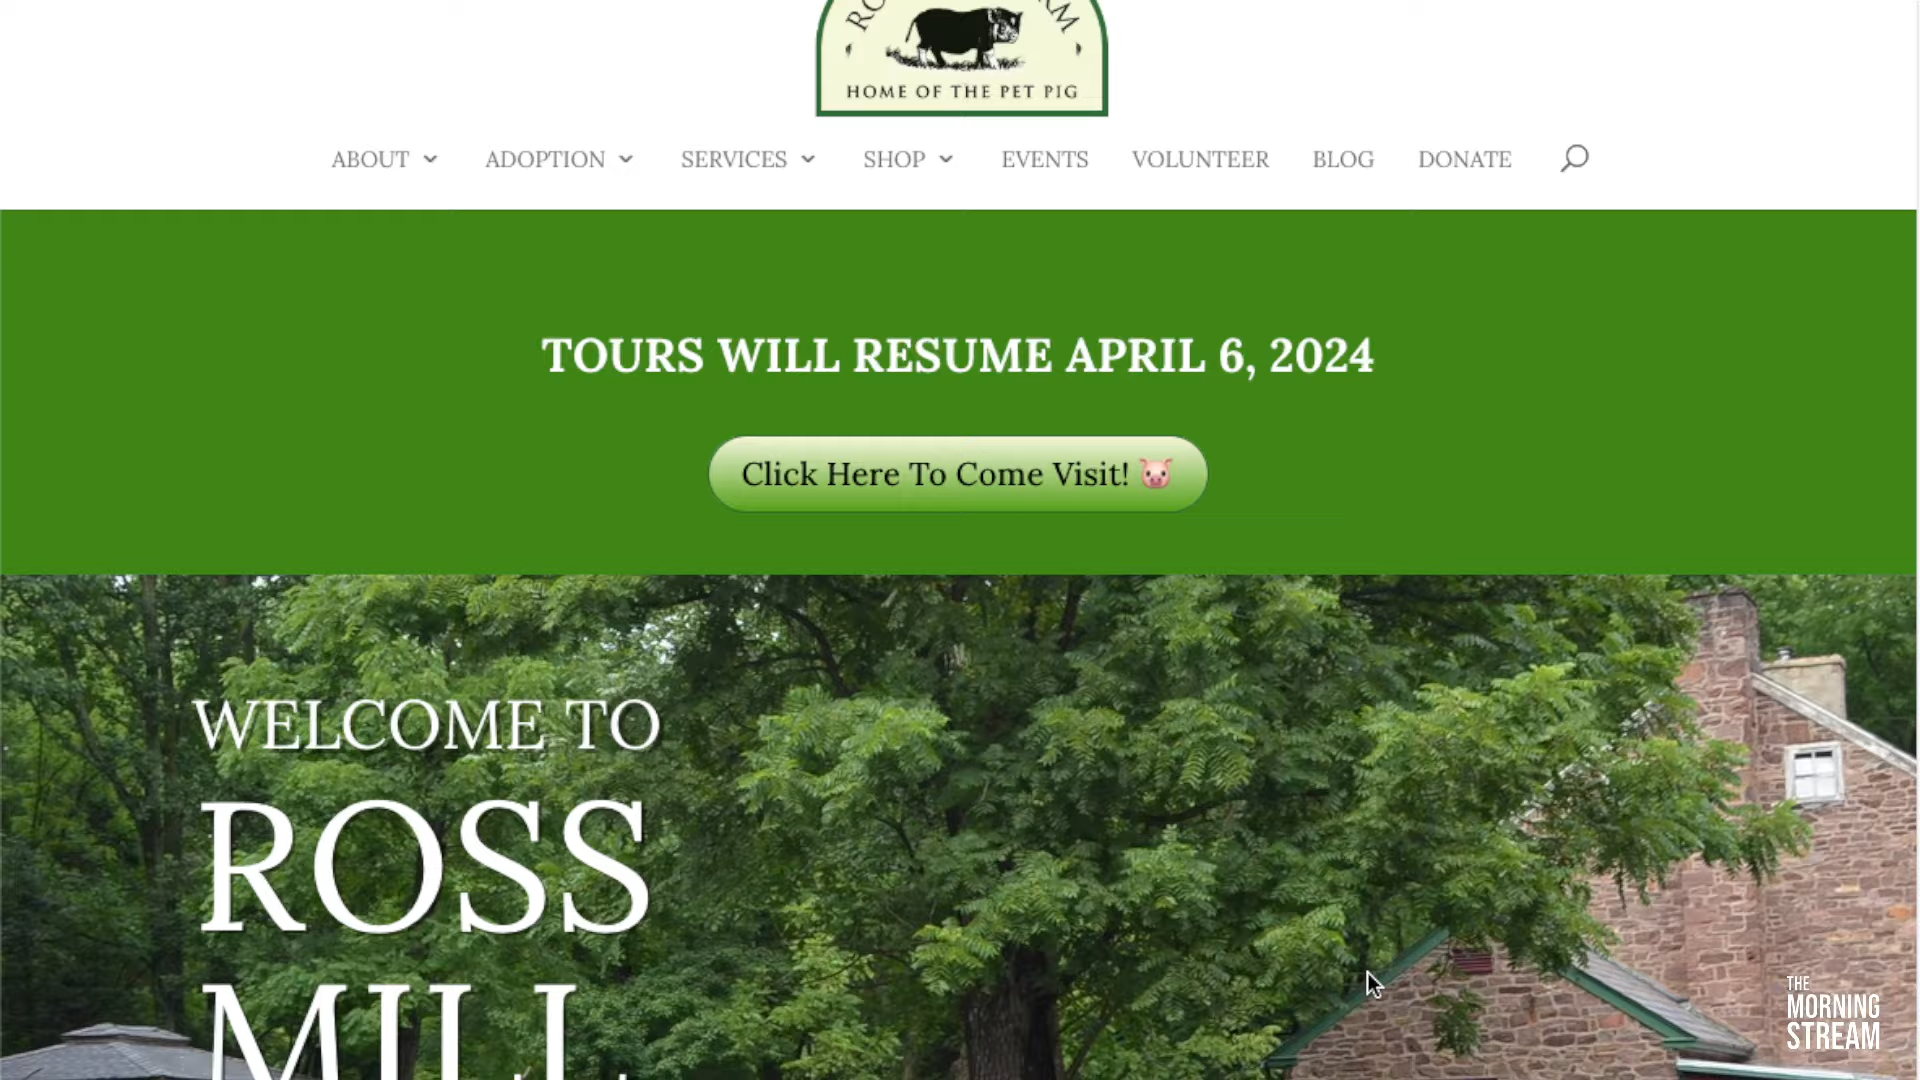 HOME OF THE PET PIG
ABOUT ADOPTION SERVICES SHOP EVENTS VOLUNTEER BLOG DONATE
TOURS WILL RESUME APRIL 6, 2024
Click Here To Come Visit! 🐷
WELCOME TO
ROSS
MILL
THE
MORNING
STREAM